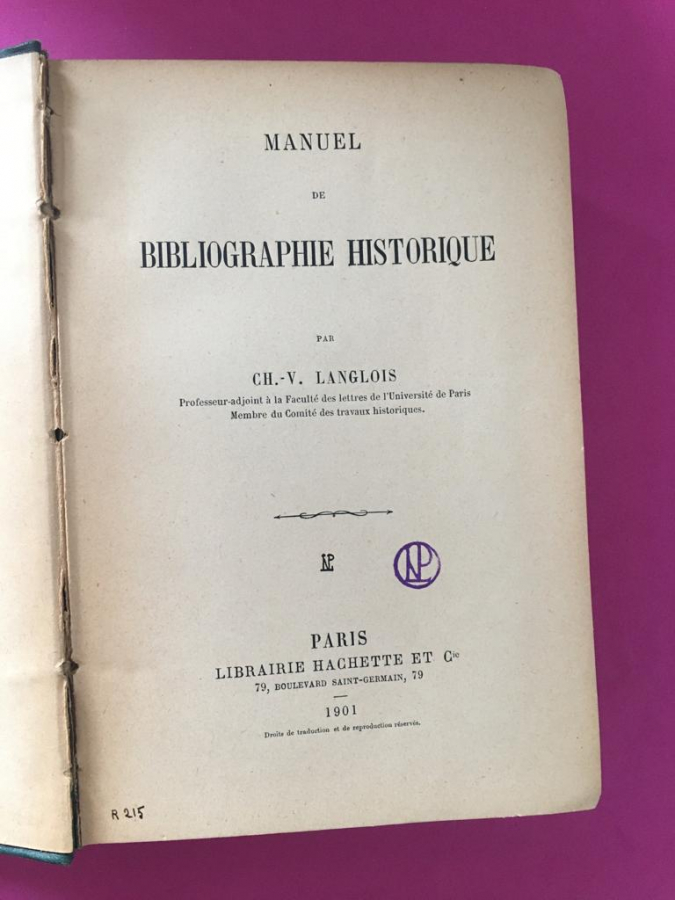 MANUEL
DE
BIBLIOGRAPHIE HISTORIQUE
PAR
CH.-V. LANGLOIS
Professeur-adjoint à la Faculté des lettres de l'Université de Paris
Membre du Comité des travaux historiques.
NP
PARIS
LIBRAIRIE HACHETTE ET Cie
79, BOULEVARD SAINT-GERMAIN, 79
1901
Droits de traduction et de reproduction réservés.
R 215